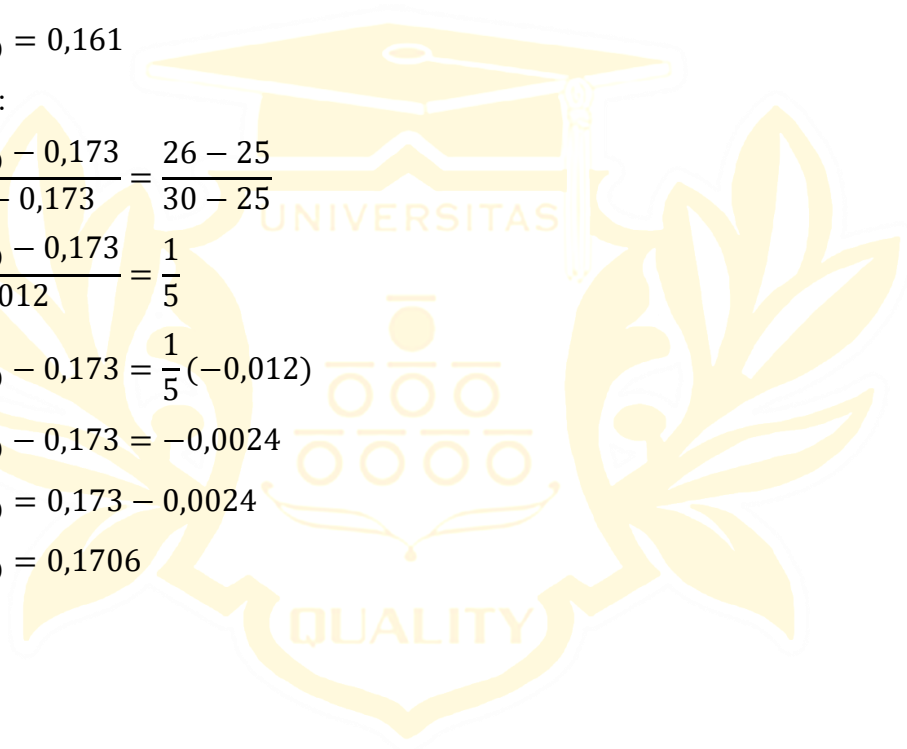 ) = 0,161
:
) − 0,173 / − 0,173 = 26 − 25 / 30 − 25
) − 0,173 / 012 = 1 / 5
) − 0,173 = 1/5 (−0,012)
) − 0,173 = −0,0024
) = 0,173 − 0,0024
) = 0,1706
UNIVERSITAS
QUALITY